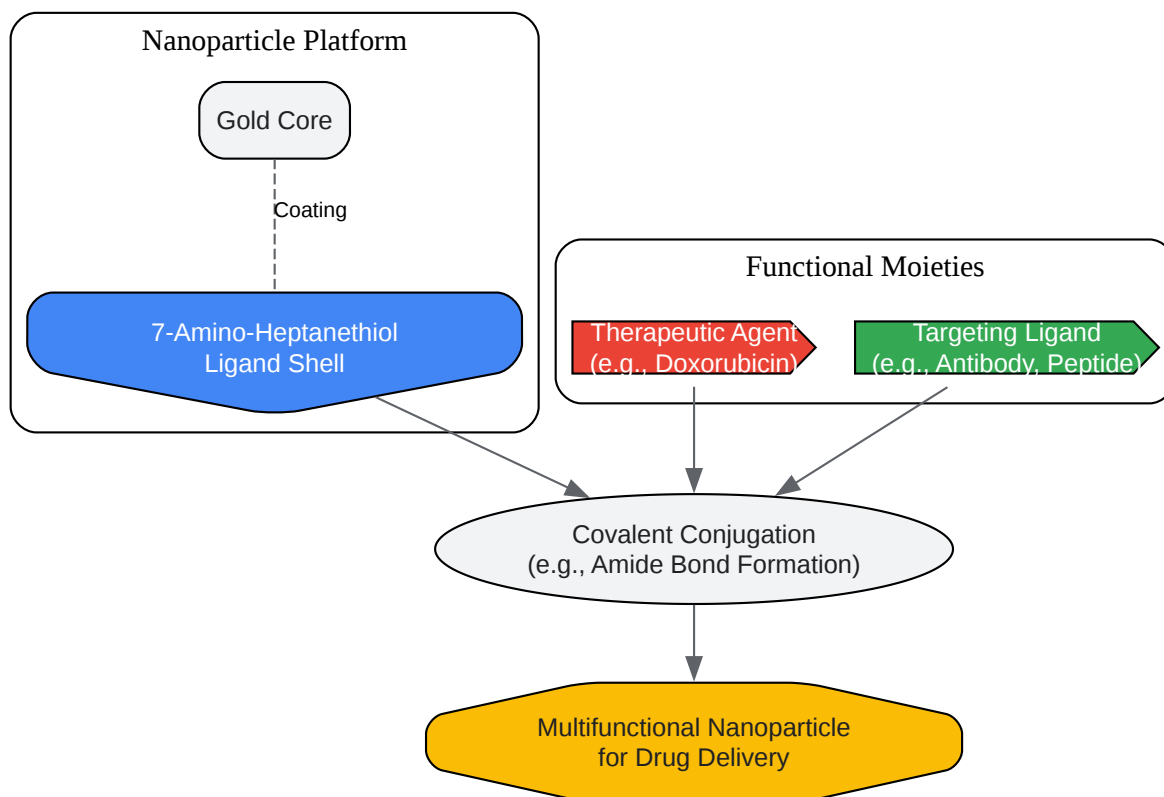 Nanoparticle Platform
Gold Core
Coating
7-Amino-Heptanethiol
Ligand Shell
Functional Moieties
Therapeutic Agent
(e.g., Doxorubicin)
Targeting Ligand
(e.g., Antibody, Peptide)
Covalent Conjugation
(e.g., Amide Bond Formation)
Multifunctional Nanoparticle
for Drug Delivery